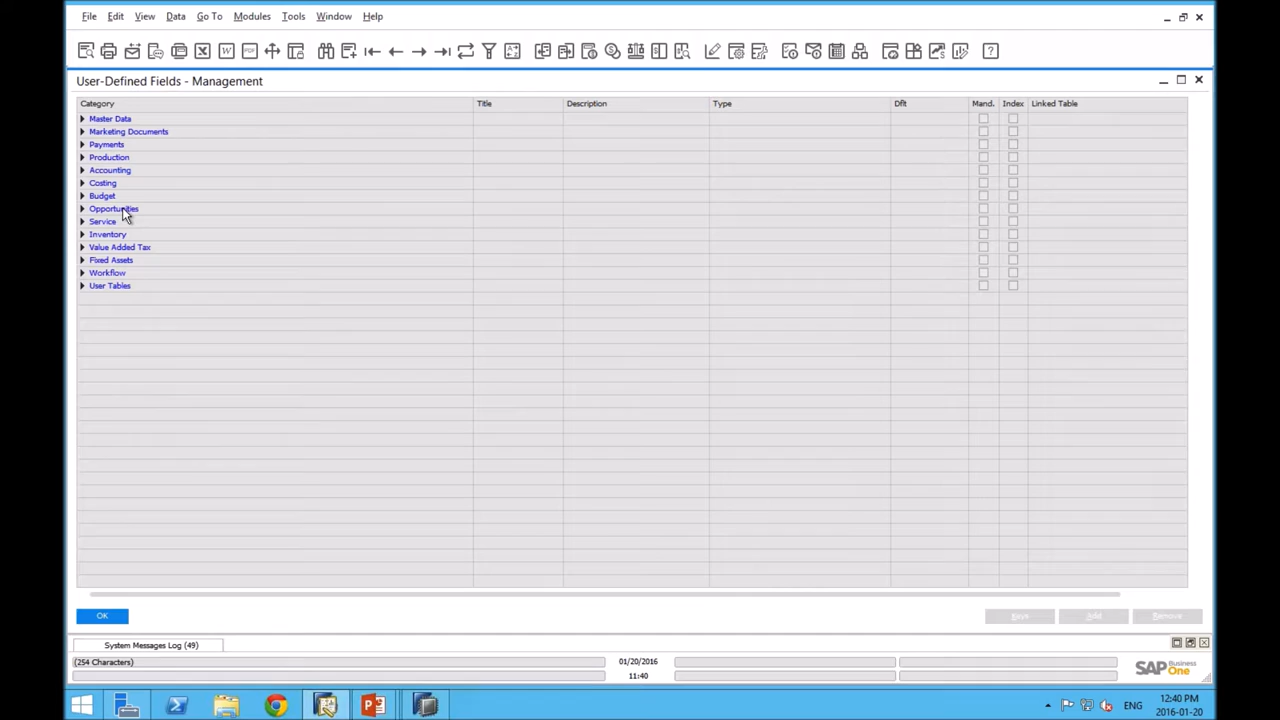 File Edit View Data Go To Modules Tools Window Help
User-Defined Fields - Management
Category Title Description Type Dflt Mand. Index Linked Table
Master Data
Marketing Documents
Payments
Production
Accounting
Costing
Budget
Opportunities
Service
Inventory
Value Added Tax
Fixed Assets
Workflow
User Tables
OK Keys Add Remove
System Messages Log (49)
(254 Characters) 01/20/2016
11:40
SAP Business One
ENG 12:40 PM
2016-01-20